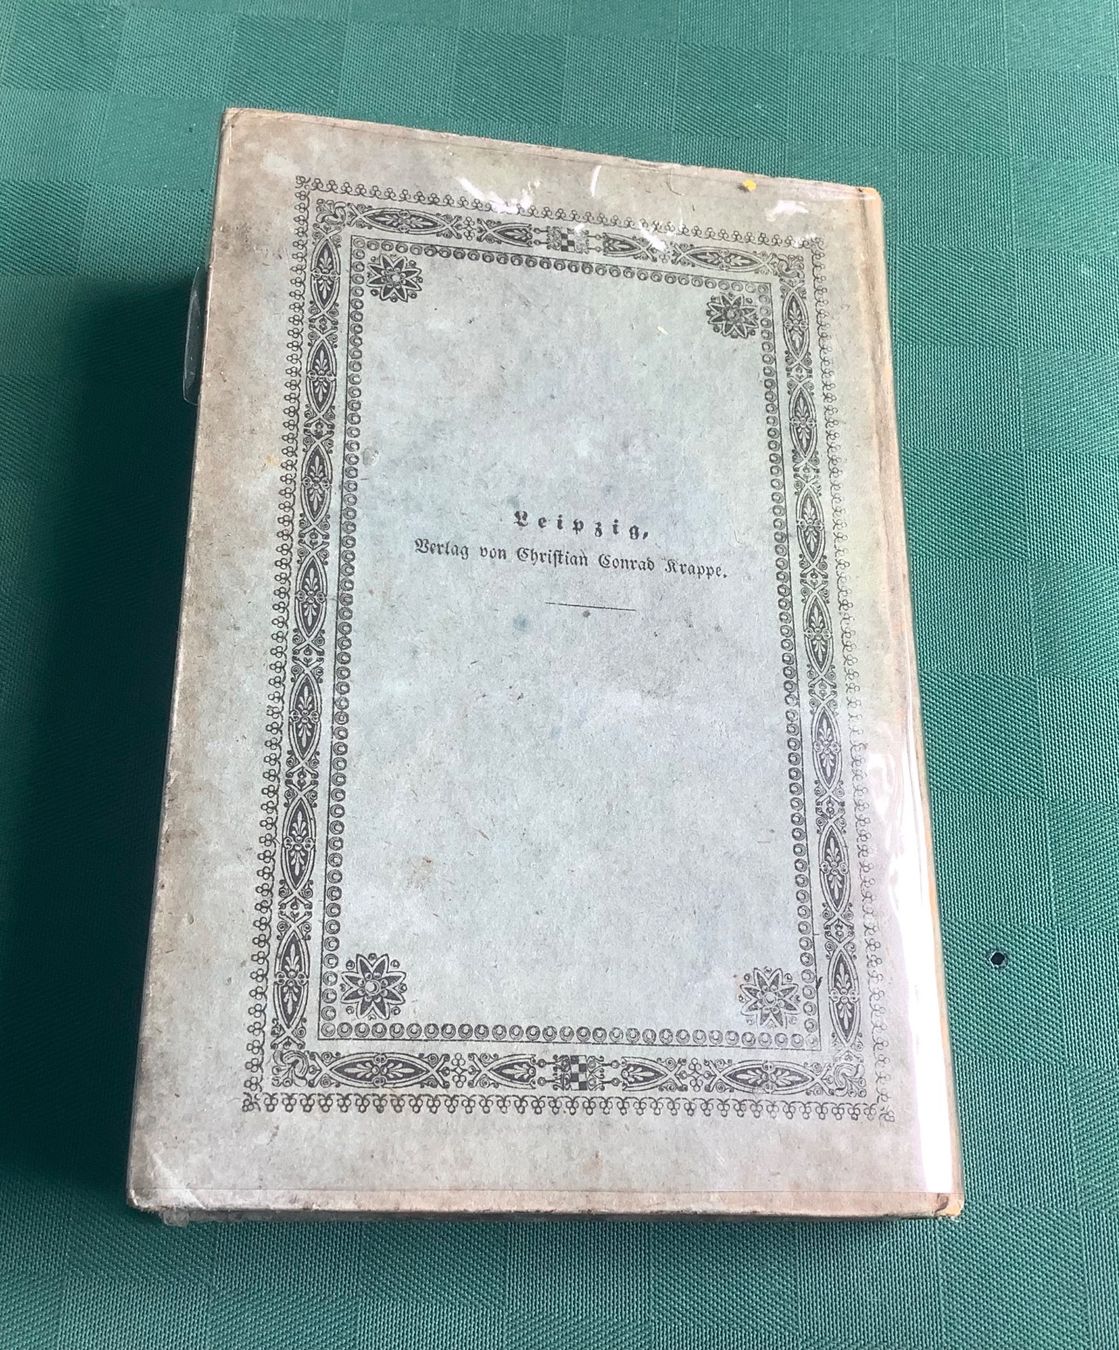 Leipzig,
Verlag von Christian Conrad Krappe.